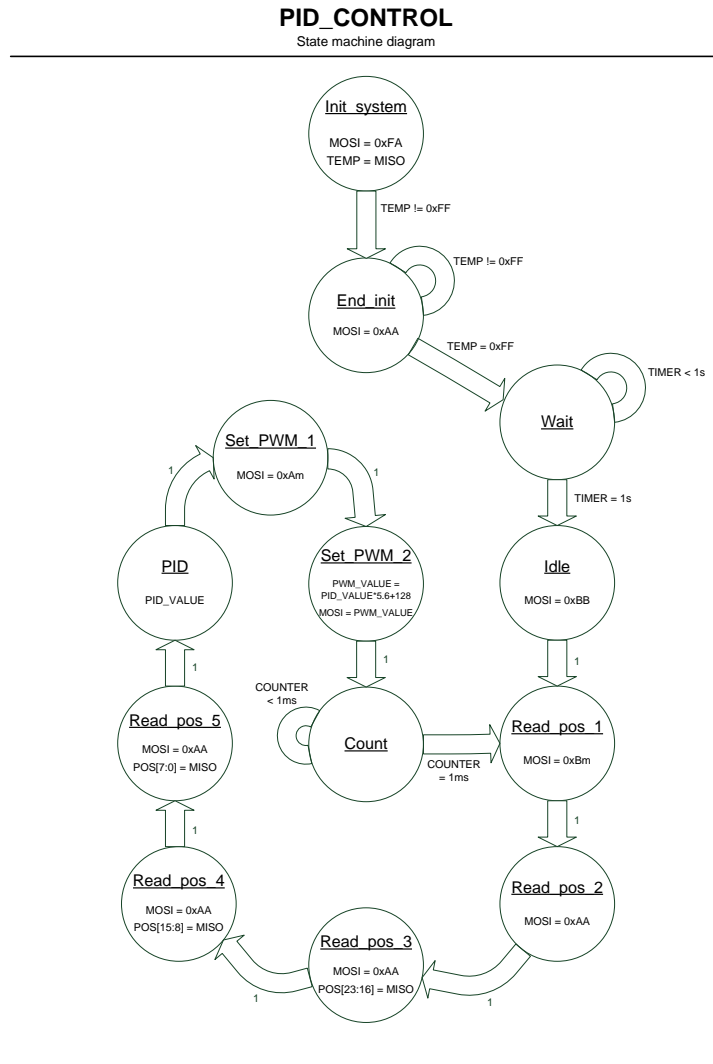 PID_CONTROL
State machine diagram
Init_system
MOSI = 0xFA
TEMP = MISO
TEMP != 0xFF
TEMP != 0xFF
End_init
MOSI = 0xAA
TEMP = 0xFF
TIMER < 1s
Wait
TIMER = 1s
Set_PWM_1
MOSI = 0xAm
1
1
PID
PID_VALUE
Set_PWM_2
PWM_VALUE =
PID_VALUE*5.6+128
MOSI = PWM_VALUE
Idle
MOSI = 0xBB
1
1
1
COUNTER
< 1ms
Read_pos_5
MOSI = 0xAA
POS[7:0] = MISO
Count
COUNTER
= 1ms
Read_pos_1
MOSI = 0xBm
1
1
Read_pos_4
MOSI = 0xAA
POS[15:8] = MISO
Read_pos_2
MOSI = 0xAA
Read_pos_3
MOSI = 0xAA
POS[23:16] = MISO
1
1